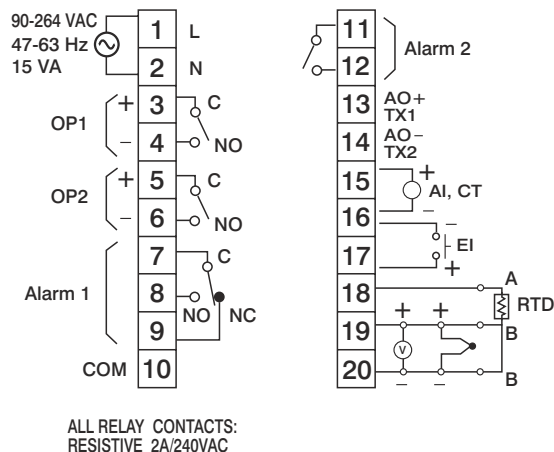 90-264 VAC
47-63 Hz
15 VA
1 L
2 N
OP1
+ 3 C
− 4 NO
OP2
+ 5 C
− 6 NO
Alarm 1
7 C
8 NO NC
9
COM 10
11
12
Alarm 2
13 AO+
TX1
14 AO−
TX2
15 +
AI, CT
16 −
−
EI
17 +
18 A
RTD
19 + + B
V
20 − − B
ALL RELAY CONTACTS:
RESISTIVE 2A/240VAC